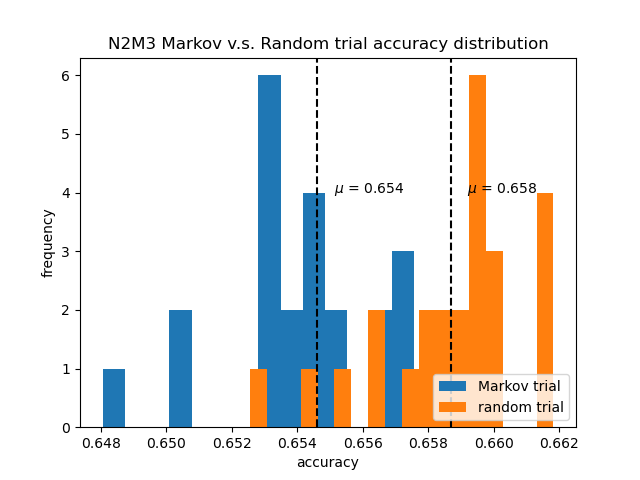 N2M3 Markov v.s. Random trial accuracy distribution
6
5
4
3
2
1
0
frequency
μ = 0.654
μ = 0.658
Markov trial
random trial
0.648 0.650 0.652 0.654 0.656 0.658 0.660 0.662
accuracy